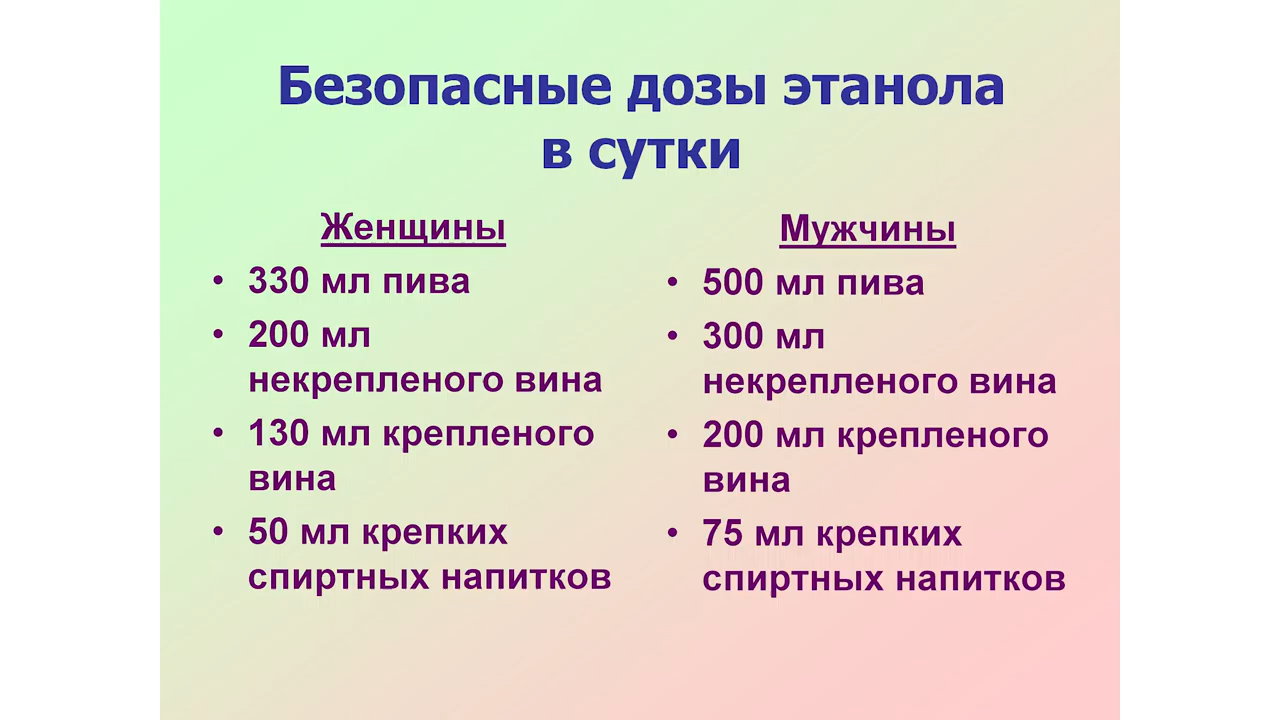 Безопасные дозы этанола
в сутки
Женщины
• 330 мл пива
• 200 мл
некрепленого вина
• 130 мл крепленого
вина
• 50 мл крепких
спиртных напитков
Мужчины
• 500 мл пива
• 300 мл
некрепленого вина
• 200 мл крепленого
вина
• 75 мл крепких
спиртных напитков